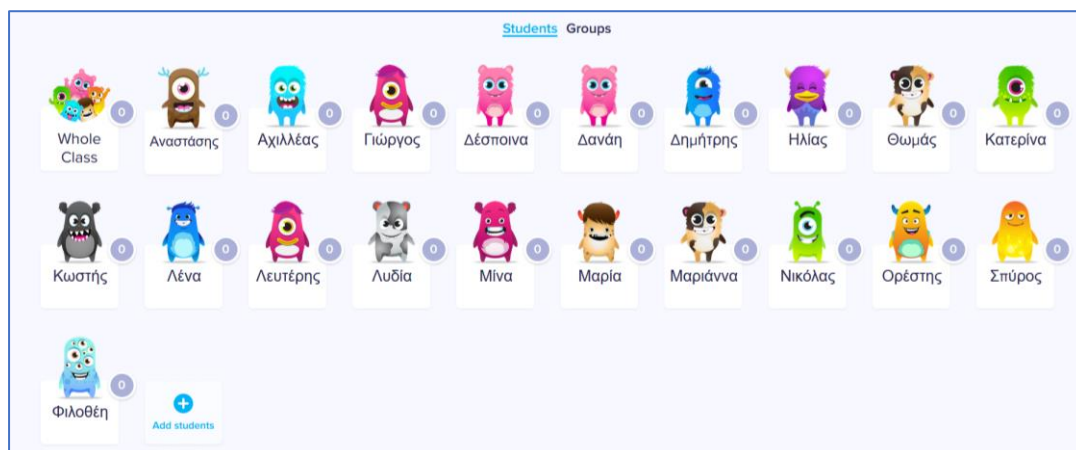 Students Groups
0 0 0 0 0 0 0 0 0 0
Whole Class Αναστάσης Αχιλλέας Γιώργος Δέσποινα Δανάη Δημήτρης Ηλίας Θωμάς Κατερίνα
0 0 0 0 0 0 0 0 0 0
Κωστής Λένα Λευτέρης Λυδία Μίνα Μαρία Μαριάννα Νικόλας Ορέστης Σπύρος
0
Φιλοθέη Add students